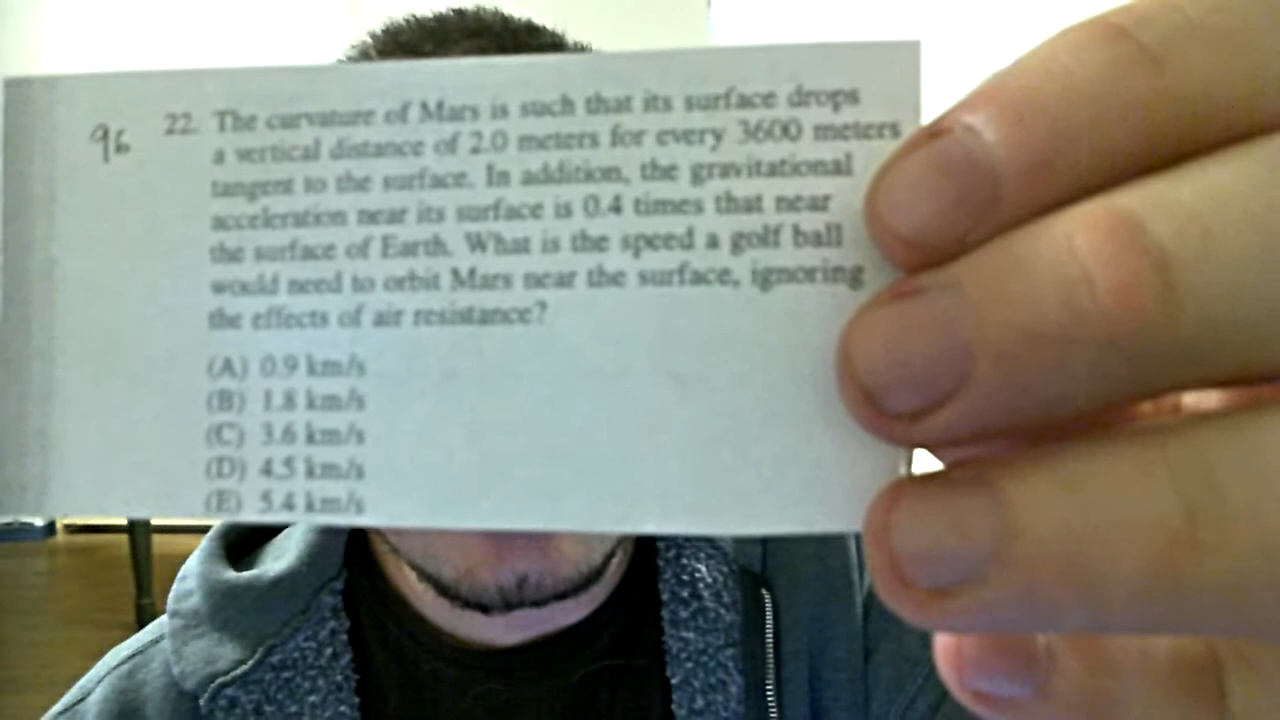 96 22. The curvature of Mars is such that its surface drops
a vertical distance of 2.0 meters for every 3600 meters
tangent to the surface. In addition, the gravitational
acceleration near its surface is 0.4 times that near
the surface of Earth. What is the speed a golf ball
would need to orbit Mars near the surface, ignoring
the effects of air resistance?
(A) 0.9 km/s
(B) 1.8 km/s
(C) 3.6 km/s
(D) 4.5 km/s
(E) 5.4 km/s